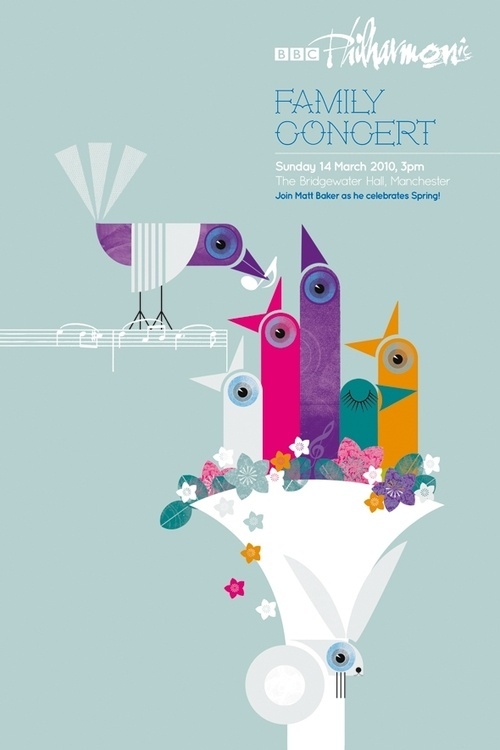 BBC Philharmonic
FAMILY
CONCERT
Sunday 14 March 2010, 3pm
The Bridgewater Hall, Manchester
Join Matt Baker as he celebrates Spring!